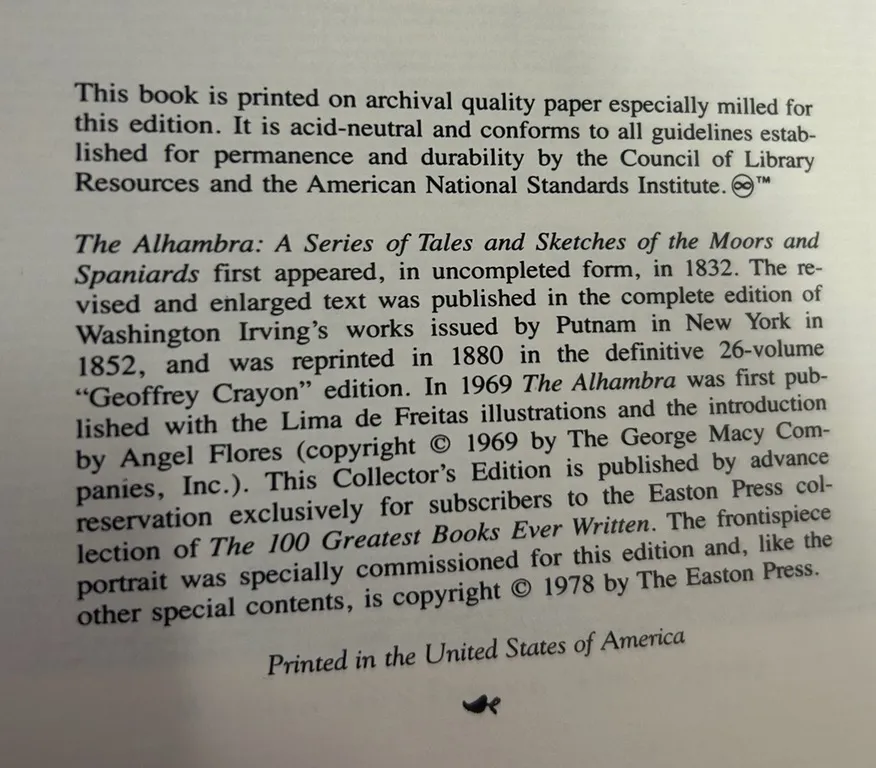 This book is printed on archival quality paper especially milled for
this edition. It is acid-neutral and conforms to all guidelines estab-
lished for permanence and durability by the Council of Library
Resources and the American National Standards Institute. ♾™
The Alhambra: A Series of Tales and Sketches of the Moors and
Spaniards first appeared, in uncompleted form, in 1832. The re-
vised and enlarged text was published in the complete edition of
Washington Irving's works issued by Putnam in New York in
1852, and was reprinted in 1880 in the definitive 26-volume
“Geoffrey Crayon” edition. In 1969 The Alhambra was first pub-
lished with the Lima de Freitas illustrations and the introduction
by Angel Flores (copyright © 1969 by The George Macy Com-
panies, Inc.). This Collector's Edition is published by advance
reservation exclusively for subscribers to the Easton Press col-
lection of The 100 Greatest Books Ever Written. The frontispiece
portrait was specially commissioned for this edition and, like the
other special contents, is copyright © 1978 by The Easton Press.
Printed in the United States of America